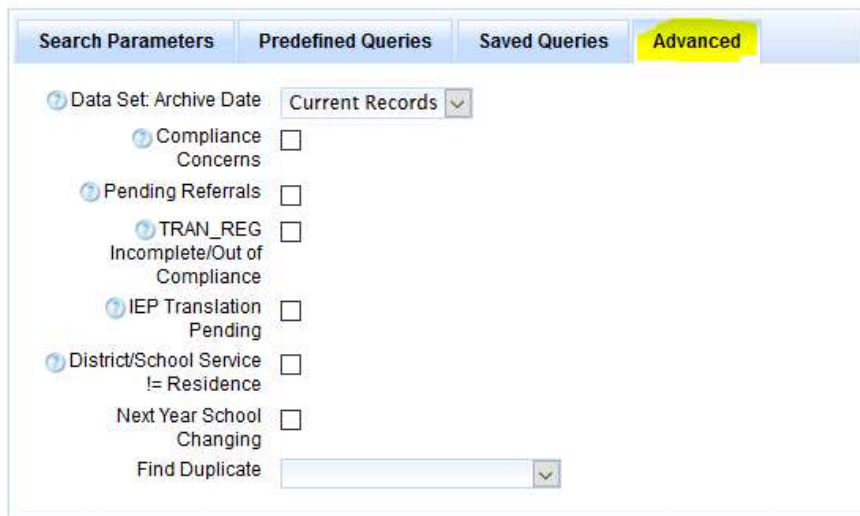 Search Parameters Predefined Queries Saved Queries Advanced
Data Set: Archive Date Current Records
Compliance
Concerns
Pending Referrals
TRAN_REG
Incomplete/Out of
Compliance
IEP Translation
Pending
District/School Service
!= Residence
Next Year School
Changing
Find Duplicate